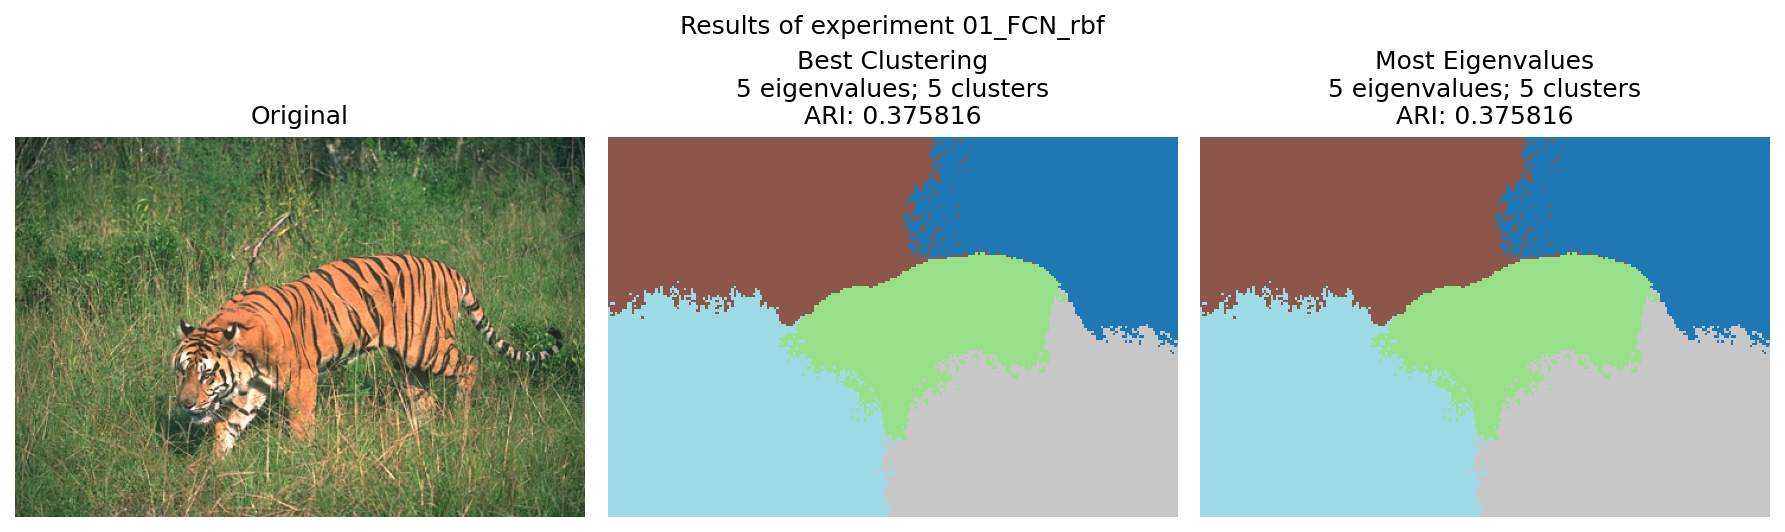 Results of experiment 01_FCN_rbf
Original
Best Clustering
5 eigenvalues; 5 clusters
ARI: 0.375816
Most Eigenvalues
5 eigenvalues; 5 clusters
ARI: 0.375816